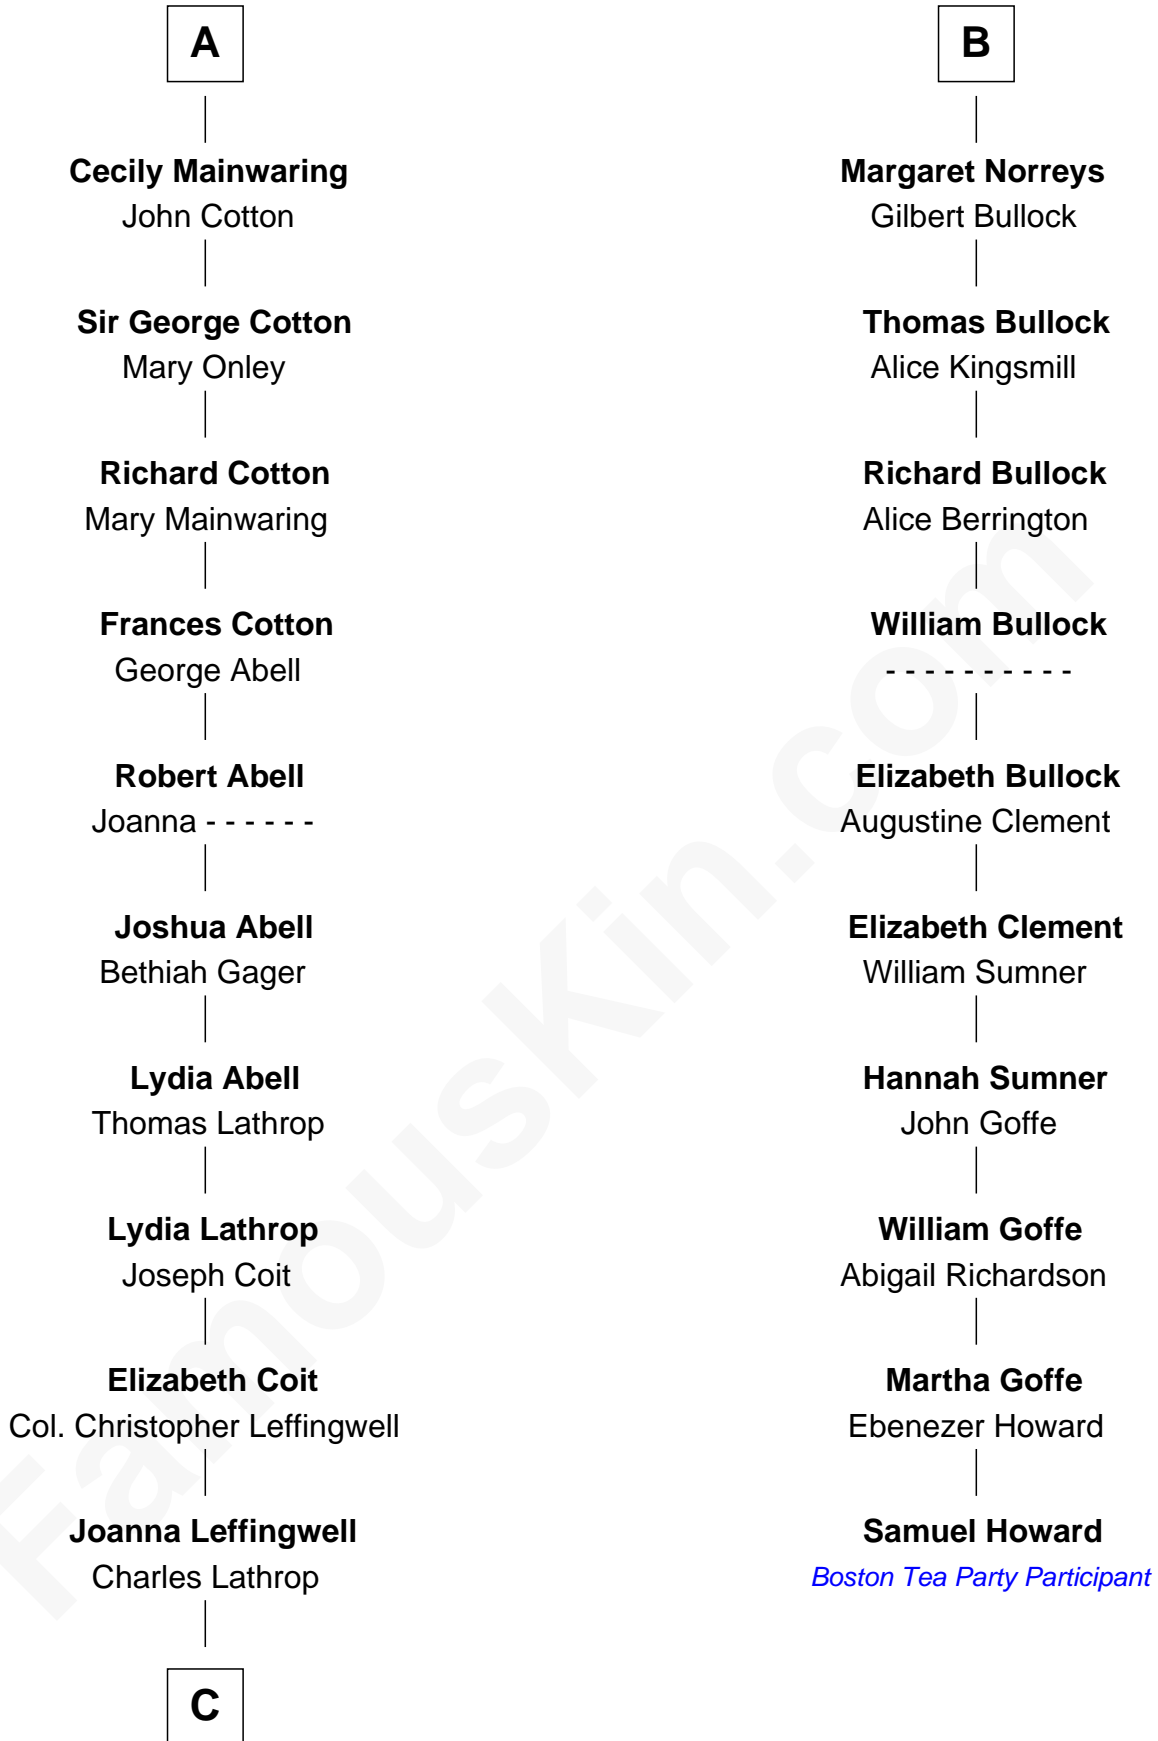 A
Cecily Mainwaring
John Cotton
Sir George Cotton
Mary Onley
Richard Cotton
Mary Mainwaring
Frances Cotton
George Abell
Robert Abell
Joanna - - - - - -
Joshua Abell
Bethiah Gager
Lydia Abell
Thomas Lathrop
Lydia Lathrop
Joseph Coit
Elizabeth Coit
Col. Christopher Leffingwell
Joanna Leffingwell
Charles Lathrop
C
B
Margaret Norreys
Gilbert Bullock
Thomas Bullock
Alice Kingsmill
Richard Bullock
Alice Berrington
William Bullock
- - - - - - - - - -
Elizabeth Bullock
Augustine Clement
Elizabeth Clement
William Sumner
Hannah Sumner
John Goffe
William Goffe
Abigail Richardson
Martha Goffe
Ebenezer Howard
Samuel Howard
Boston Tea Party Participant
FamousKin.com